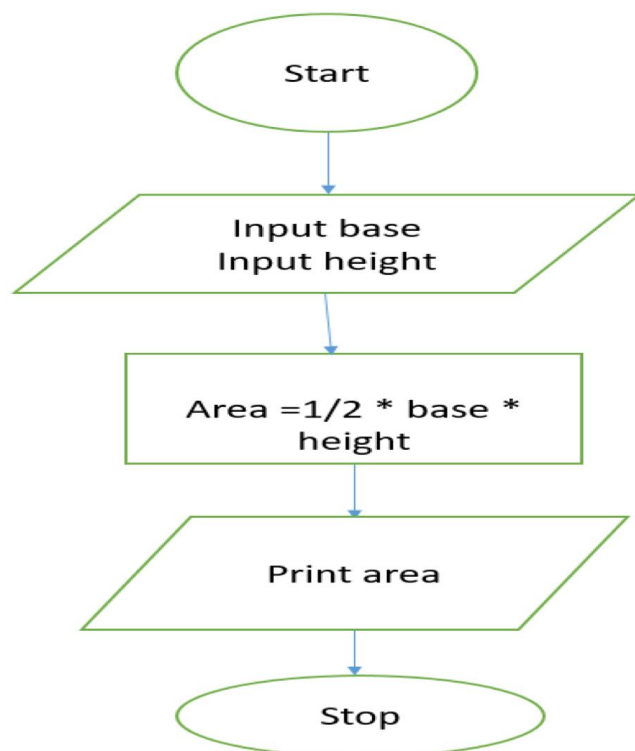 Start
Input base
Input height
Area =1/2 * base *
height
Print area
Stop